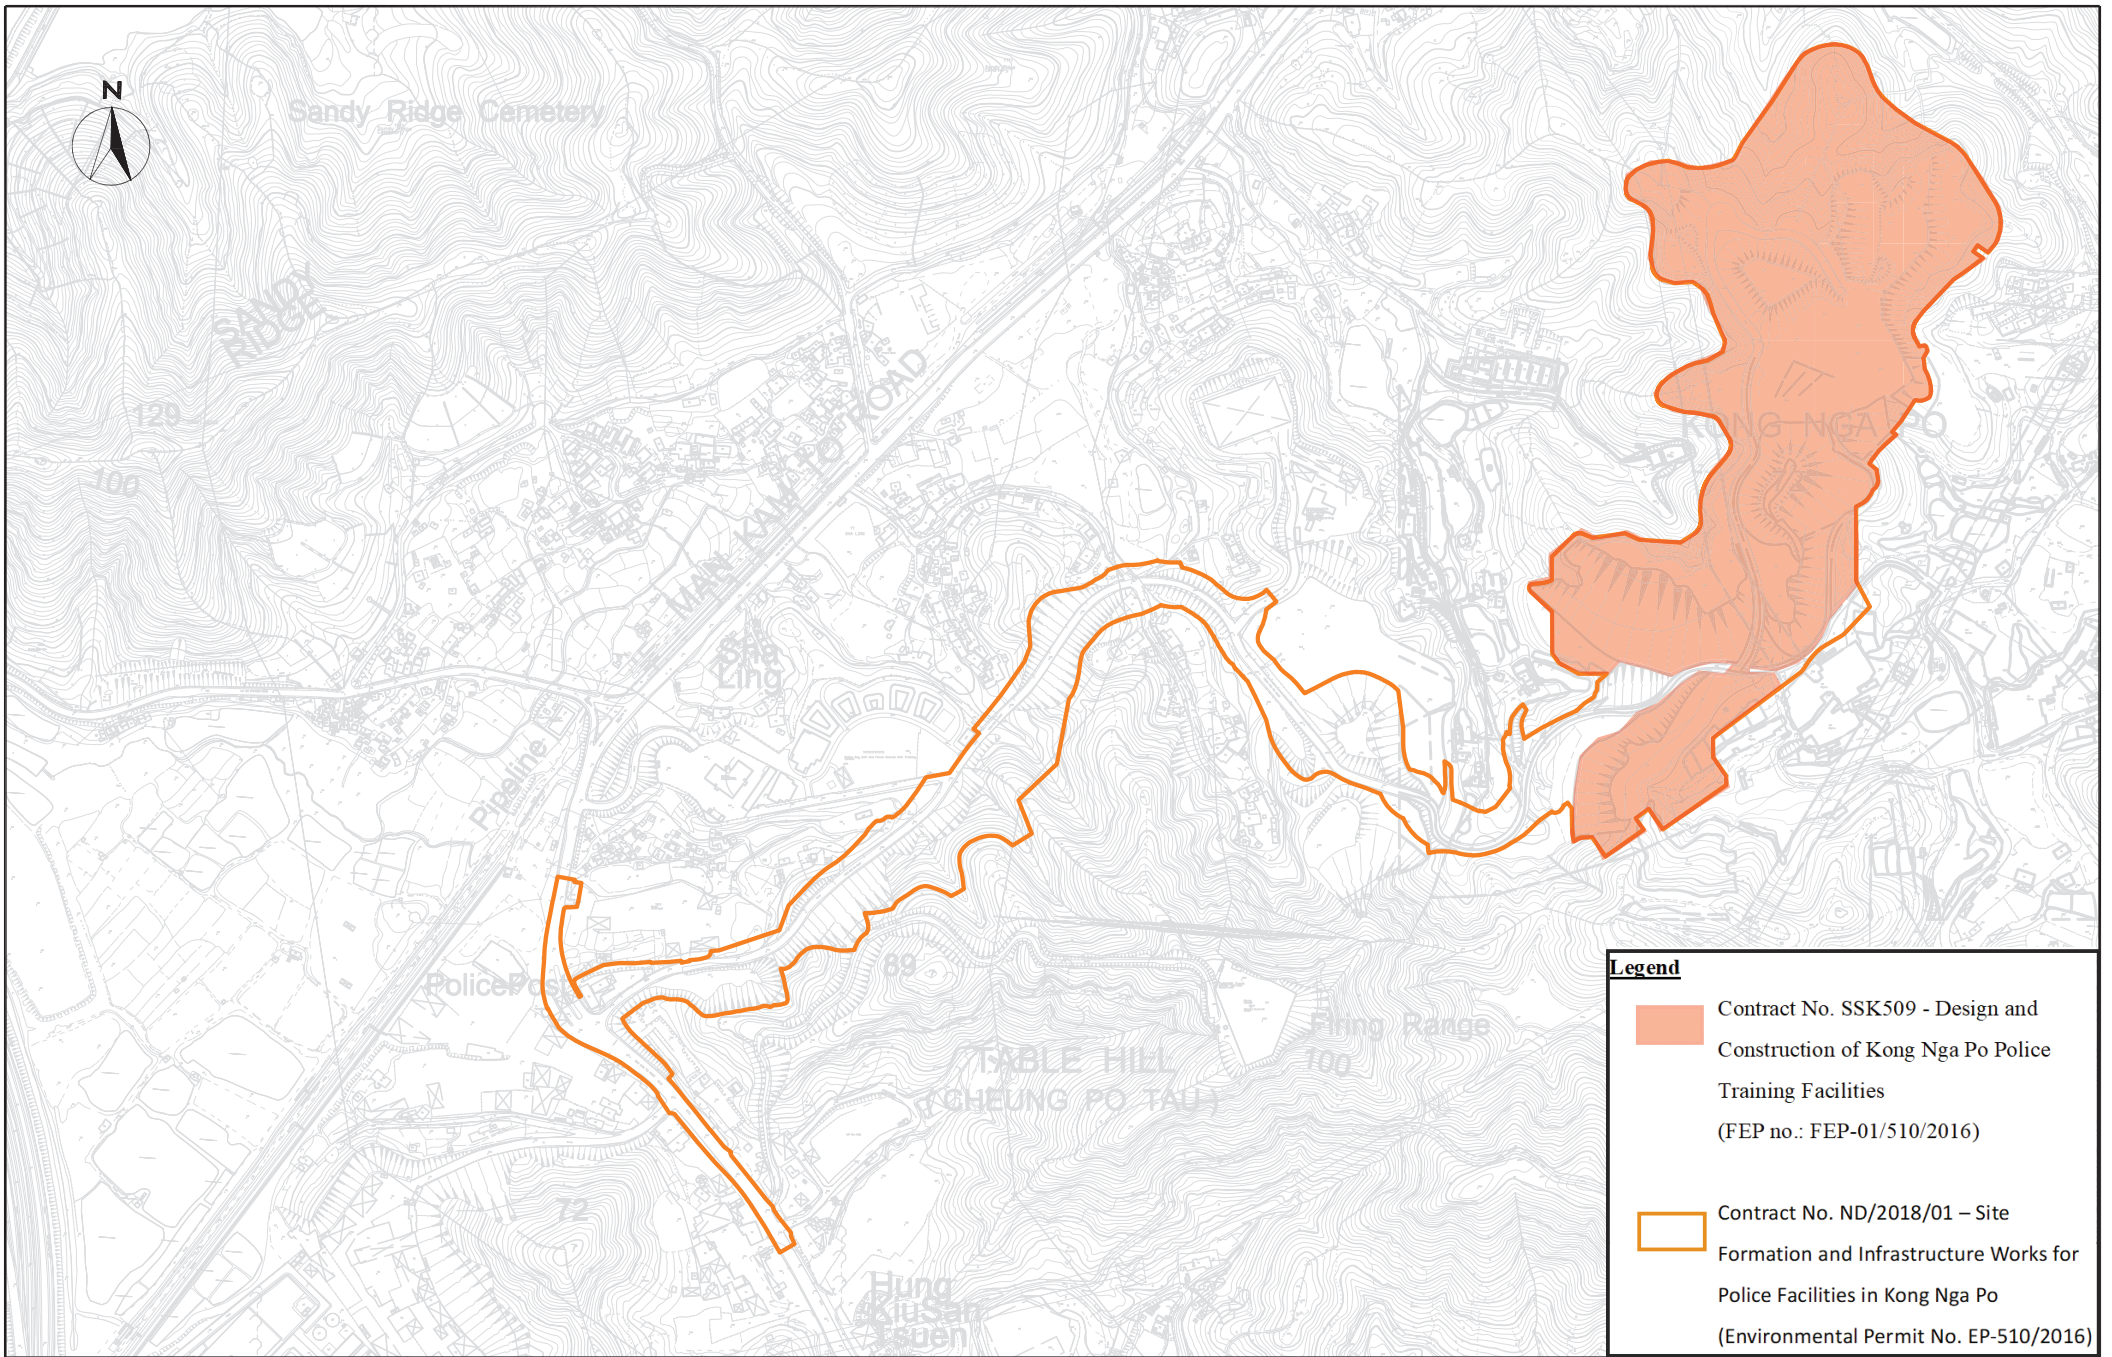 N
Sandy Ridge Cemetery
SANDY
RIDGE
129
100
MAN KAM TO ROAD
KONG NGA PO
Sha
Ling
Pipeline
Police Post
89
Firing Range
100
TABLE HILL
( CHEUNG PO TAU )
72
Hung
Kiu San
Tsuen
Legend
Contract No. SSK509 - Design and
Construction of Kong Nga Po Police
Training Facilities
(FEP no.: FEP-01/510/2016)
Contract No. ND/2018/01 – Site
Formation and Infrastructure Works for
Police Facilities in Kong Nga Po
(Environmental Permit No. EP-510/2016)